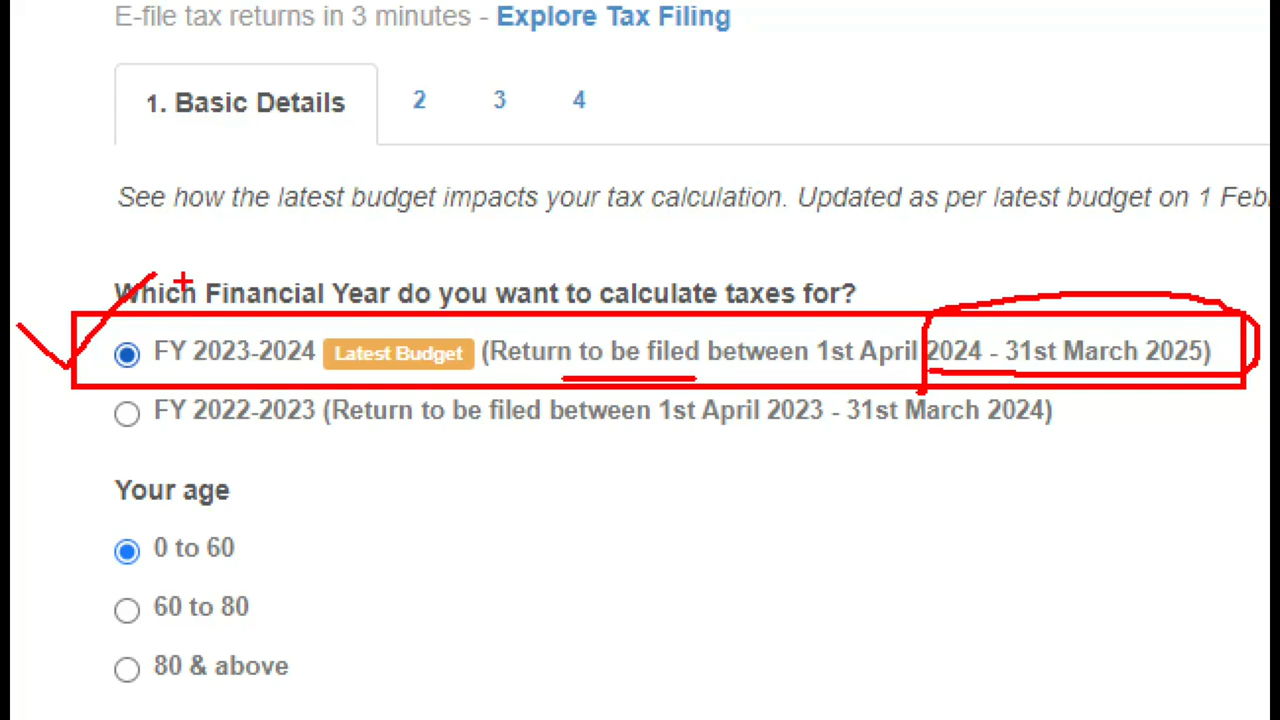 E-file tax returns in 3 minutes - Explore Tax Filing
1. Basic Details 2 3 4
See how the latest budget impacts your tax calculation. Updated as per latest budget on 1
Which Financial Year do you want to calculate taxes for?
FY 2023-2024 Latest Budget (Return to be filed between 1st April 2024 - 31st March 2025)
FY 2022-2023 (Return to be filed between 1st April 2023 - 31st March 2024)
Your age
0 to 60
60 to 80
80 & above